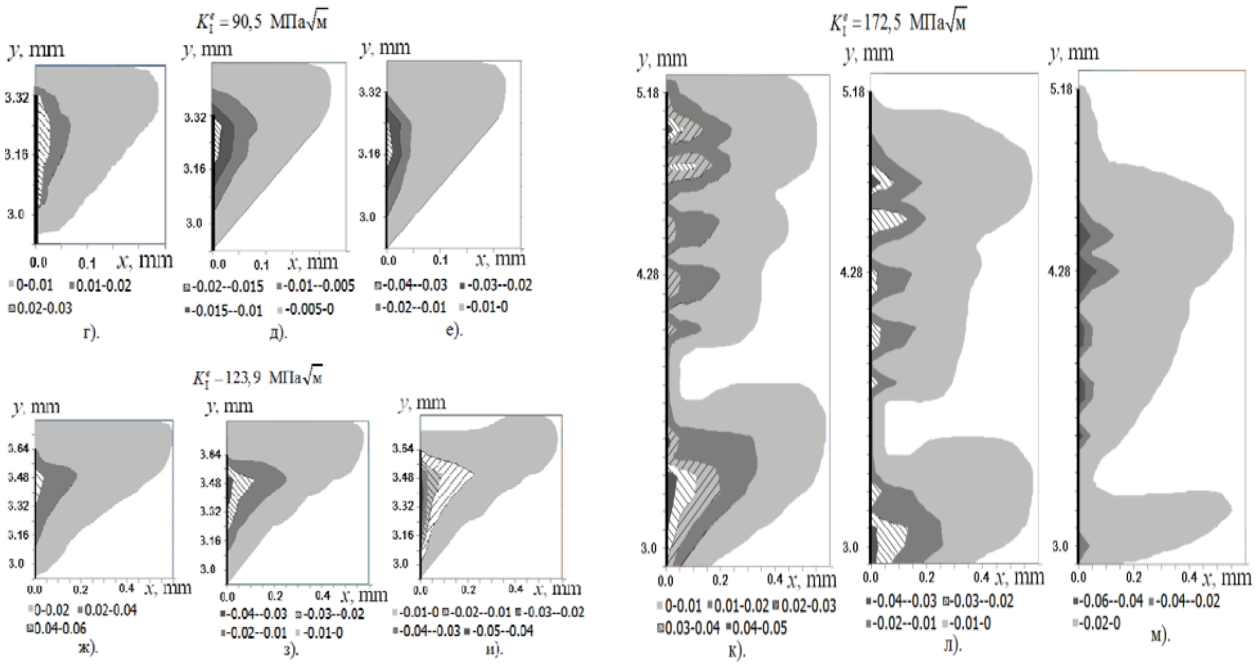 K_I^e = 90,5 МПа√м
y, mm
3.32
3.16
3.0
0.0 0.1 x, mm
0-0.01 0.01-0.02
0.02-0.03
г).
y, mm
3.32
3.16
3.0
0.0 0.1 x, mm
-0.02--0.015 -0.01--0.005
-0.015--0.01 -0.005-0
д).
y, mm
3.32
3.16
3.0
0.0 0.1 x, mm
-0.04--0.03 -0.03--0.02
-0.02--0.01 -0.01-0
е).
K_I^e – 123,9 МПа√м
y, mm
3.64
3.48
3.32
3.16
3.0
0.0 0.2 0.4 x, mm
0-0.02 0.02-0.04
0.04-0.06
ж).
y, mm
3.64
3.48
3.32
3.16
3.0
0.0 0.2 0.4 x, mm
-0.04--0.03 -0.03--0.02
-0.02--0.01 -0.01-0
з).
y, mm
3.64
3.48
3.32
3.16
3.0
0.0 0.2 0.4 x, mm
-0.01-0 -0.02--0.01 -0.03--0.02
-0.04--0.03 -0.05--0.04
и).
K_I^e = 172,5 МПа√м
y, mm
5.18
4.28
3.0
0.0 0.2 0.4 x, mm
0-0.01 0.01-0.02 0.02-0.03
0.03-0.04 0.04-0.05
к).
y, mm
5.18
4.28
3.0
0.0 0.2 0.4 x, mm
-0.04--0.03 -0.03--0.02
-0.02--0.01 -0.01-0
л).
y, mm
5.18
4.28
3.0
0.0 0.2 0.4 x, mm
-0.06--0.04 -0.04--0.02
-0.02-0
м).